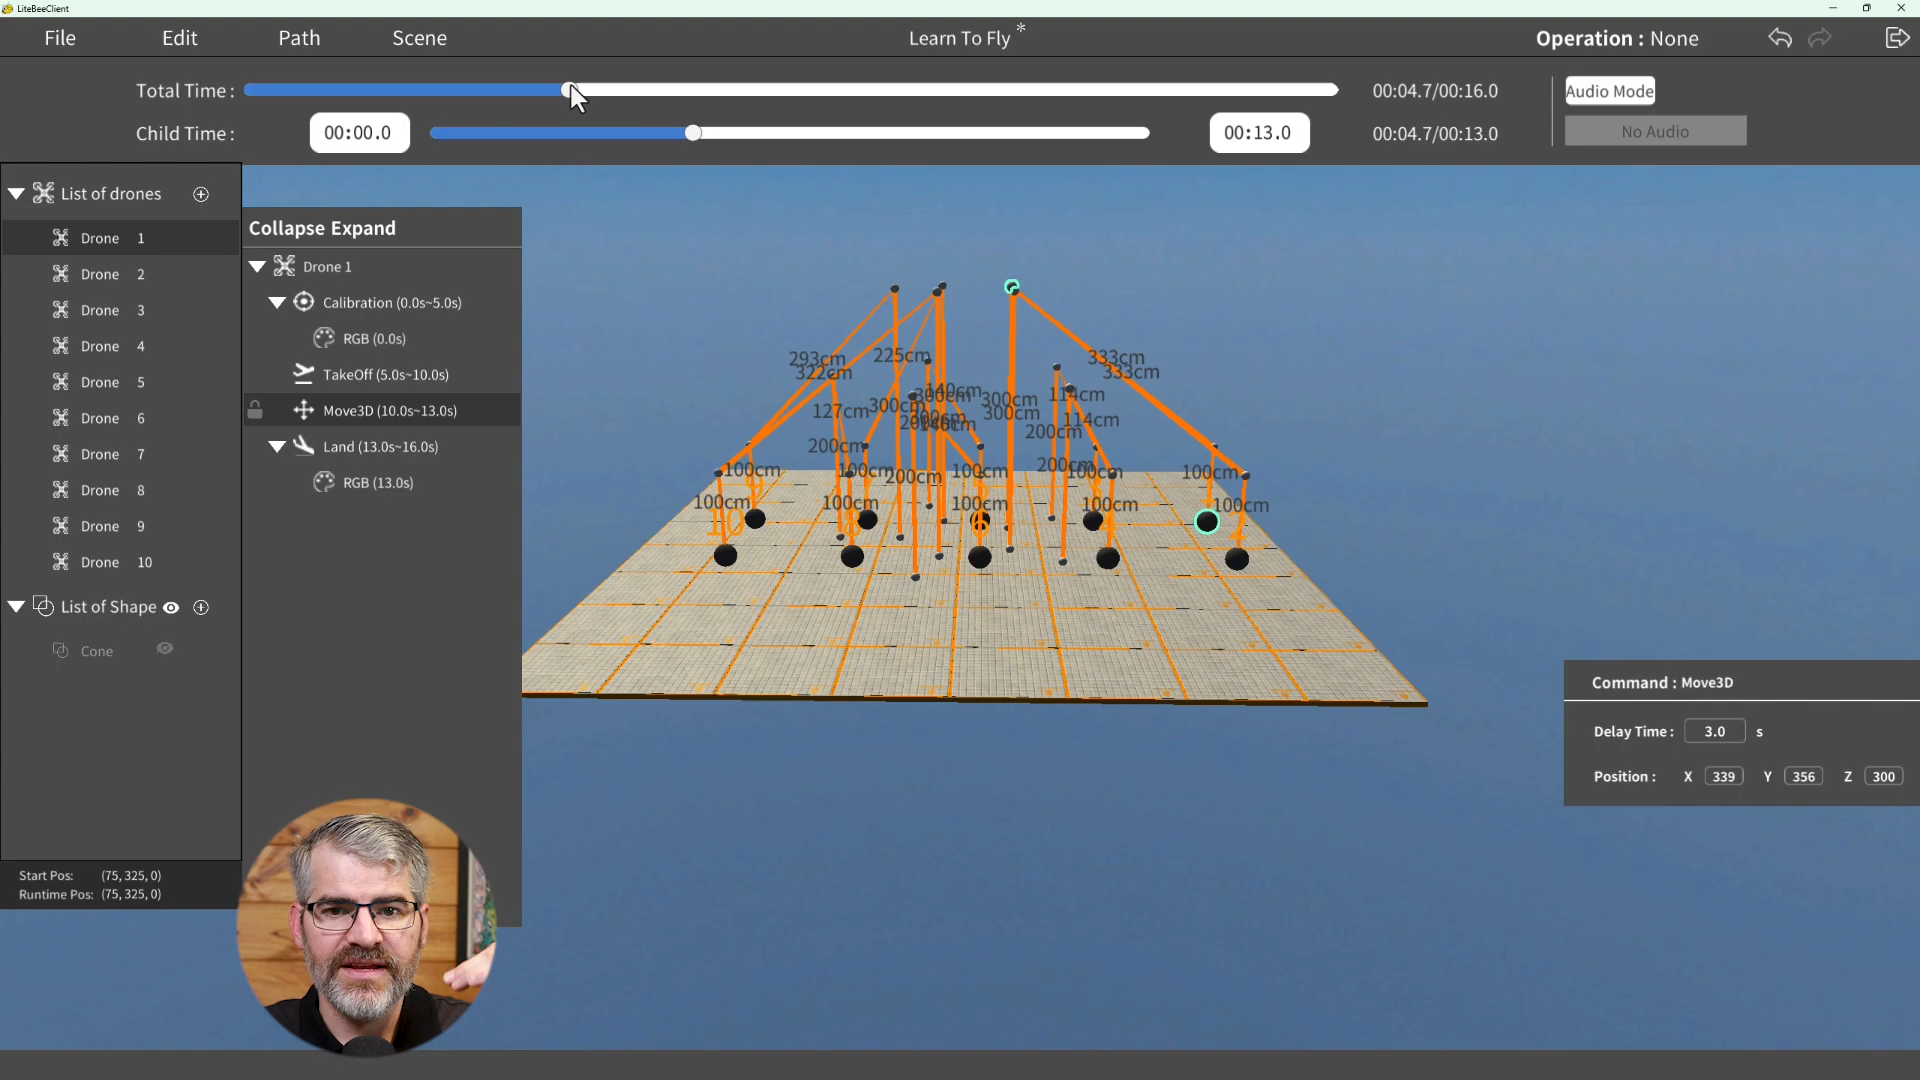 LiteBeeClient
File Edit Path Scene Learn To Fly * Operation : None
Total Time : 00:04.7/00:16.0 Audio Mode
Child Time : 00:00.0 00:13.0 00:04.7/00:13.0 No Audio
List of drones
Drone 1
Drone 2
Drone 3
Drone 4
Drone 5
Drone 6
Drone 7
Drone 8
Drone 9
Drone 10
List of Shape
Cone
Start Pos: (75, 325, 0)
Runtime Pos: (75, 325, 0)
Collapse Expand
Drone 1
Calibration (0.0s~5.0s)
RGB (0.0s)
TakeOff (5.0s~10.0s)
Move3D (10.0s~13.0s)
Land (13.0s~16.0s)
RGB (13.0s)
293cm 225cm 333cm
322cm 333cm
140cm 114cm
127cm 300cm 300cm
300cm 114cm
200cm 200cm
100cm 100cm 200cm 100cm 200cm 100cm 100cm
100cm 100cm 100cm 100cm 100cm
10 8 6
Command : Move3D
Delay Time : 3.0 s
Position : X 339 Y 356 Z 300